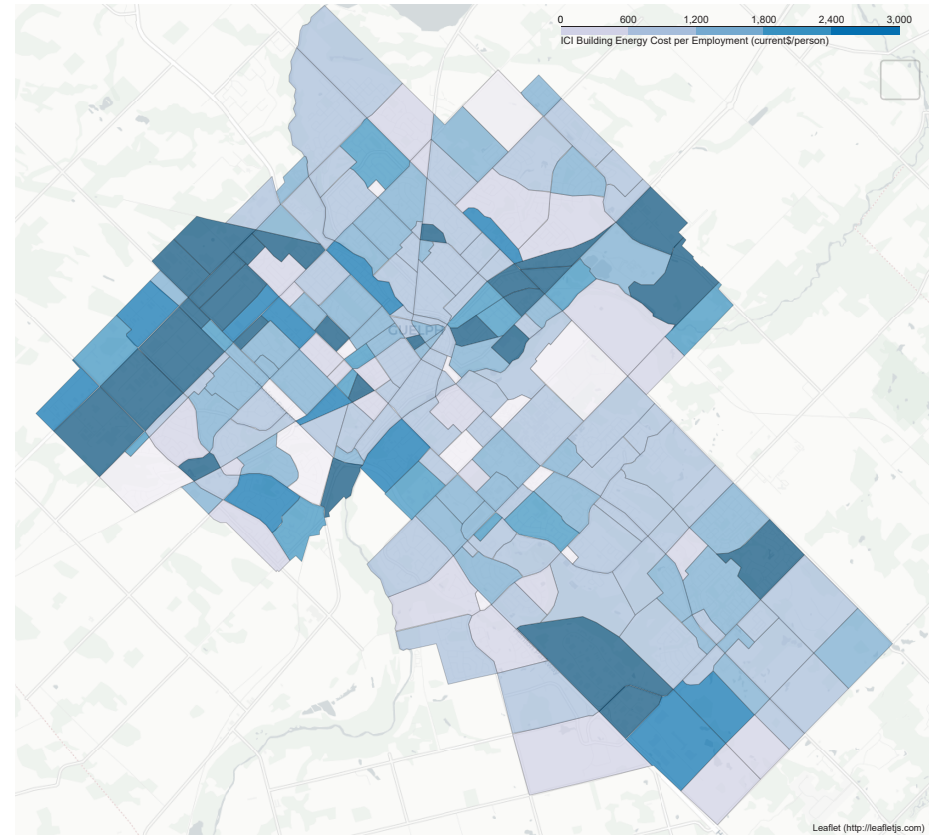 0 600 1,200 1,800 2,400 3,000
ICI Building Energy Cost per Employment (current$/person)
GUELPH
Leaflet (http://leafletjs.com)